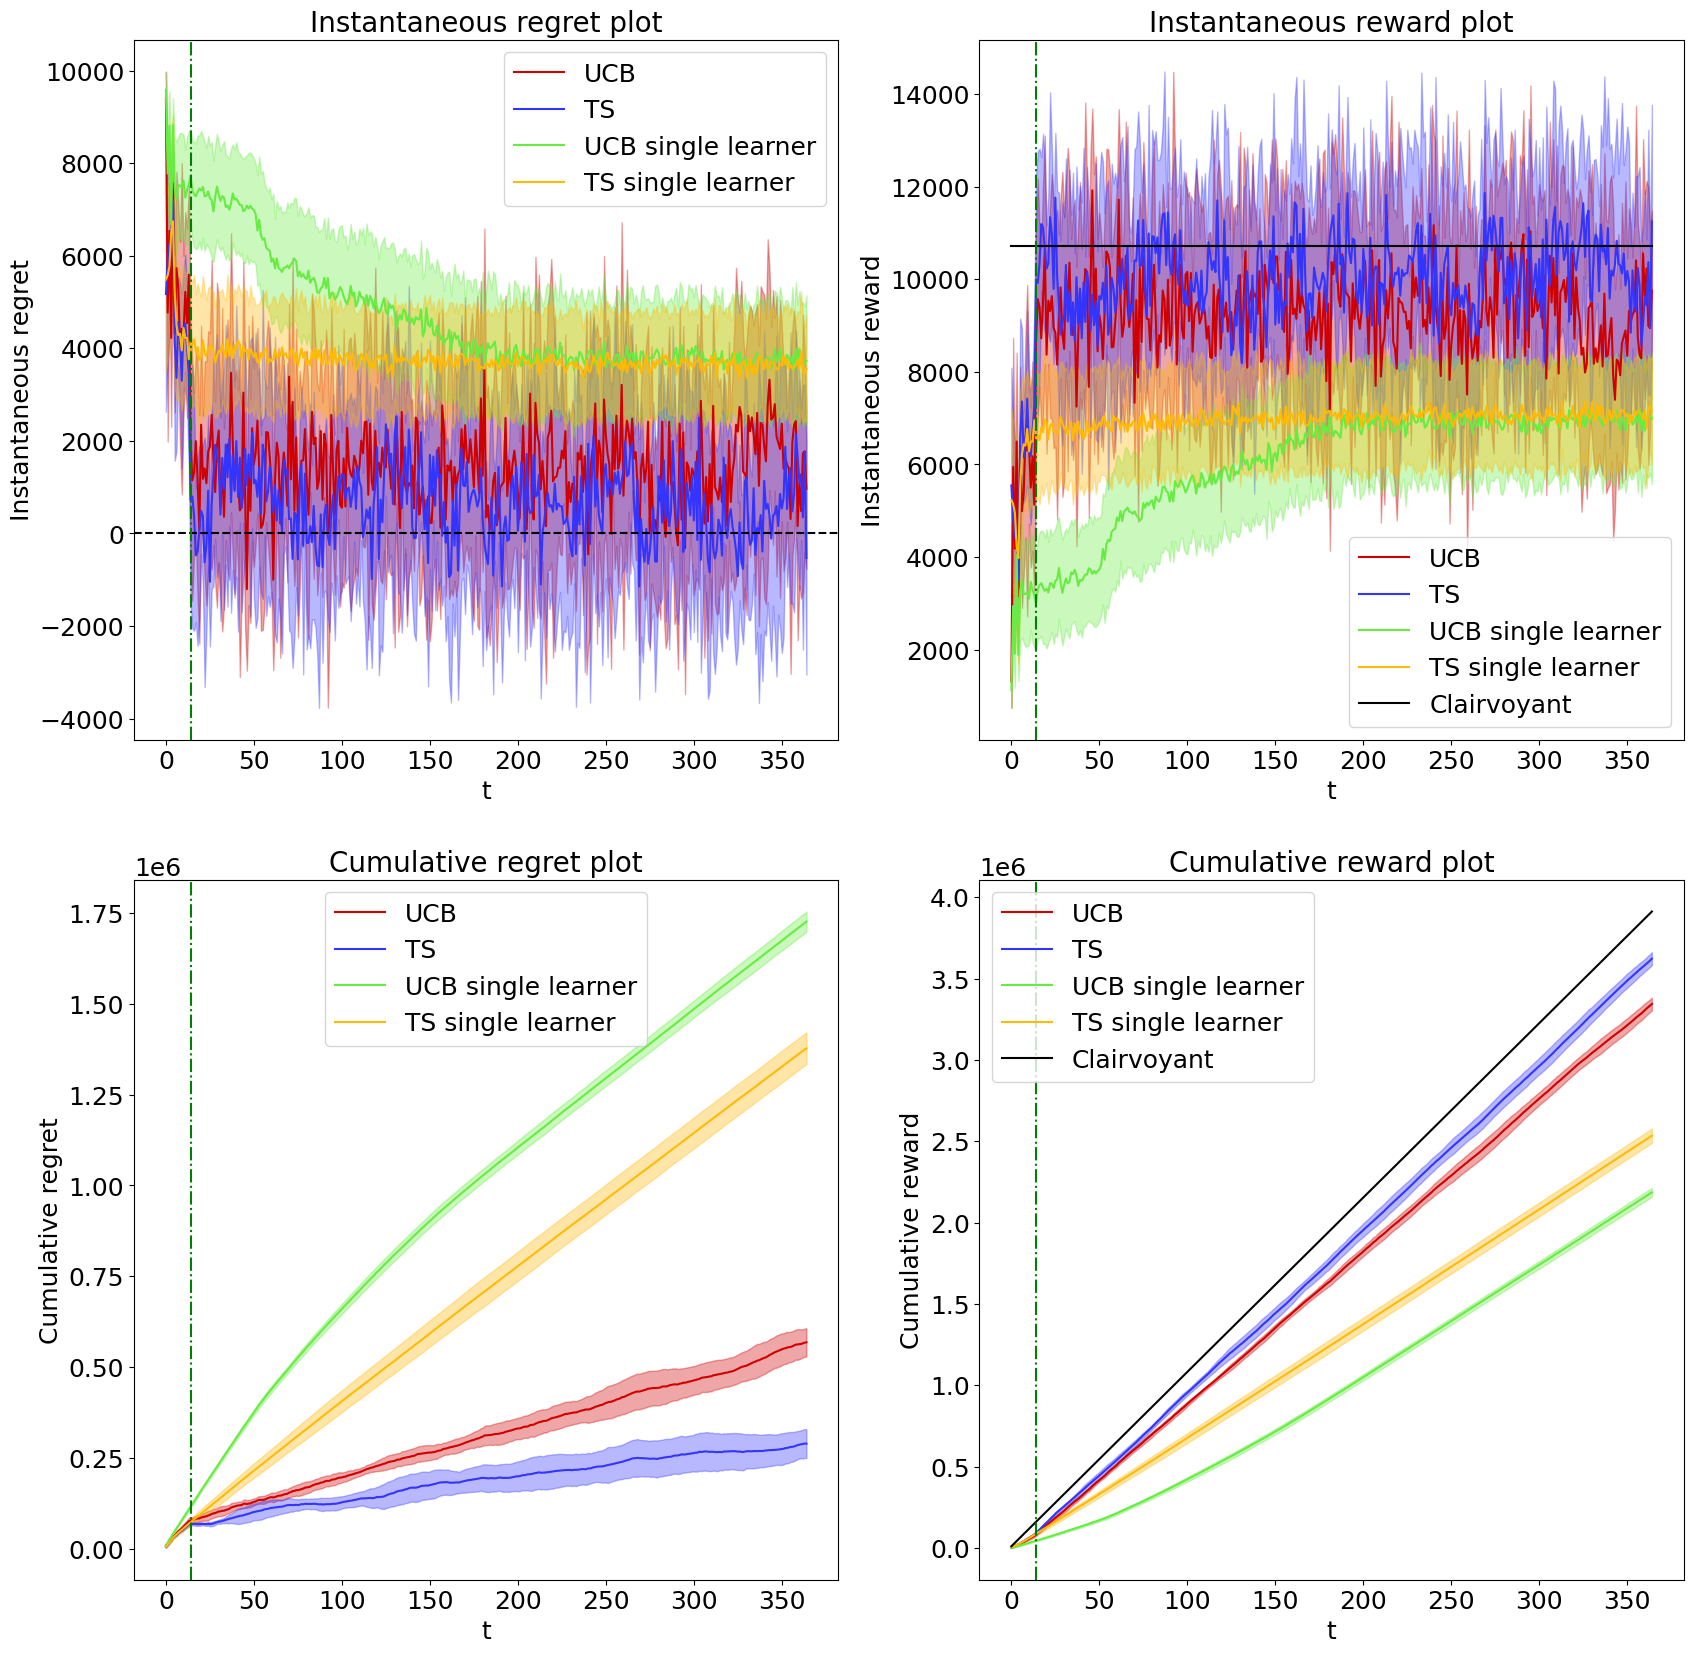 Instantaneous regret plot
Instantaneous regret
10000
8000
6000
4000
2000
0
−2000
−4000
UCB
TS
UCB single learner
TS single learner
0 50 100 150 200 250 300 350
t
Instantaneous reward plot
Instantaneous reward
14000
12000
10000
8000
6000
4000
2000
UCB
TS
UCB single learner
TS single learner
Clairvoyant
0 50 100 150 200 250 300 350
t
Cumulative regret plot
1e6
Cumulative regret
1.75
1.50
1.25
1.00
0.75
0.50
0.25
0.00
UCB
TS
UCB single learner
TS single learner
0 50 100 150 200 250 300 350
t
Cumulative reward plot
1e6
Cumulative reward
4.0
3.5
3.0
2.5
2.0
1.5
1.0
0.5
0.0
UCB
TS
UCB single learner
TS single learner
Clairvoyant
0 50 100 150 200 250 300 350
t